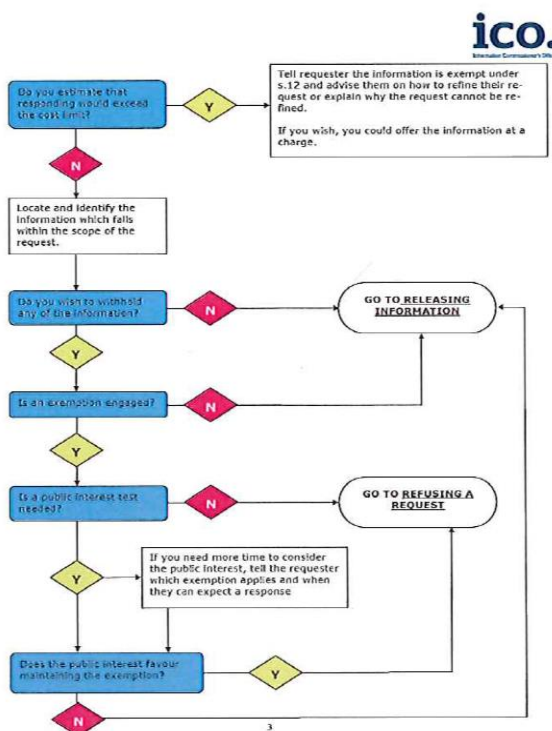 ico.
Information Commissioner's Office
Do you estimate that
responding would exceed
the cost limit?
Y
Tell requester the information is exempt under
s.12 and advise them on how to refine their re-
quest or explain why the request cannot be re-
fined.
If you wish, you could offer the information at a
charge.
N
Locate and identify the
information which falls
within the scope of the
request.
Do you wish to withhold
any of the information?
N
GO TO RELEASING
INFORMATION
Y
Is an exemption engaged?
N
Y
Is a public interest test
needed?
N
GO TO REFUSING A
REQUEST
Y
If you need more time to consider
the public interest, tell the requester
which exemption applies and when
they can expect a response
Does the public interest favour
maintaining the exemption?
Y
N
3